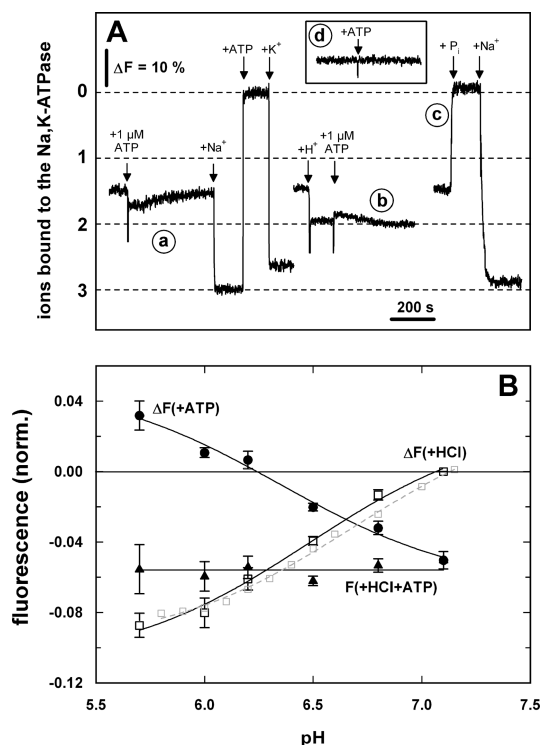 A
ΔF = 10 %
+ATP
+K⁺
d
+ATP
+ Pᵢ
+Na⁺
0
c
1
+1 μM
ATP
+Na⁺
+H⁺
+1 μM
ATP
2
a
b
3
200 s
ions bound to the Na,K-ATPase
B
0.04
ΔF(+ATP)
ΔF(+HCl)
0.00
-0.04
F(+HCl+ATP)
-0.08
-0.12
fluorescence (norm.)
5.5
6.0
6.5
7.0
7.5
pH